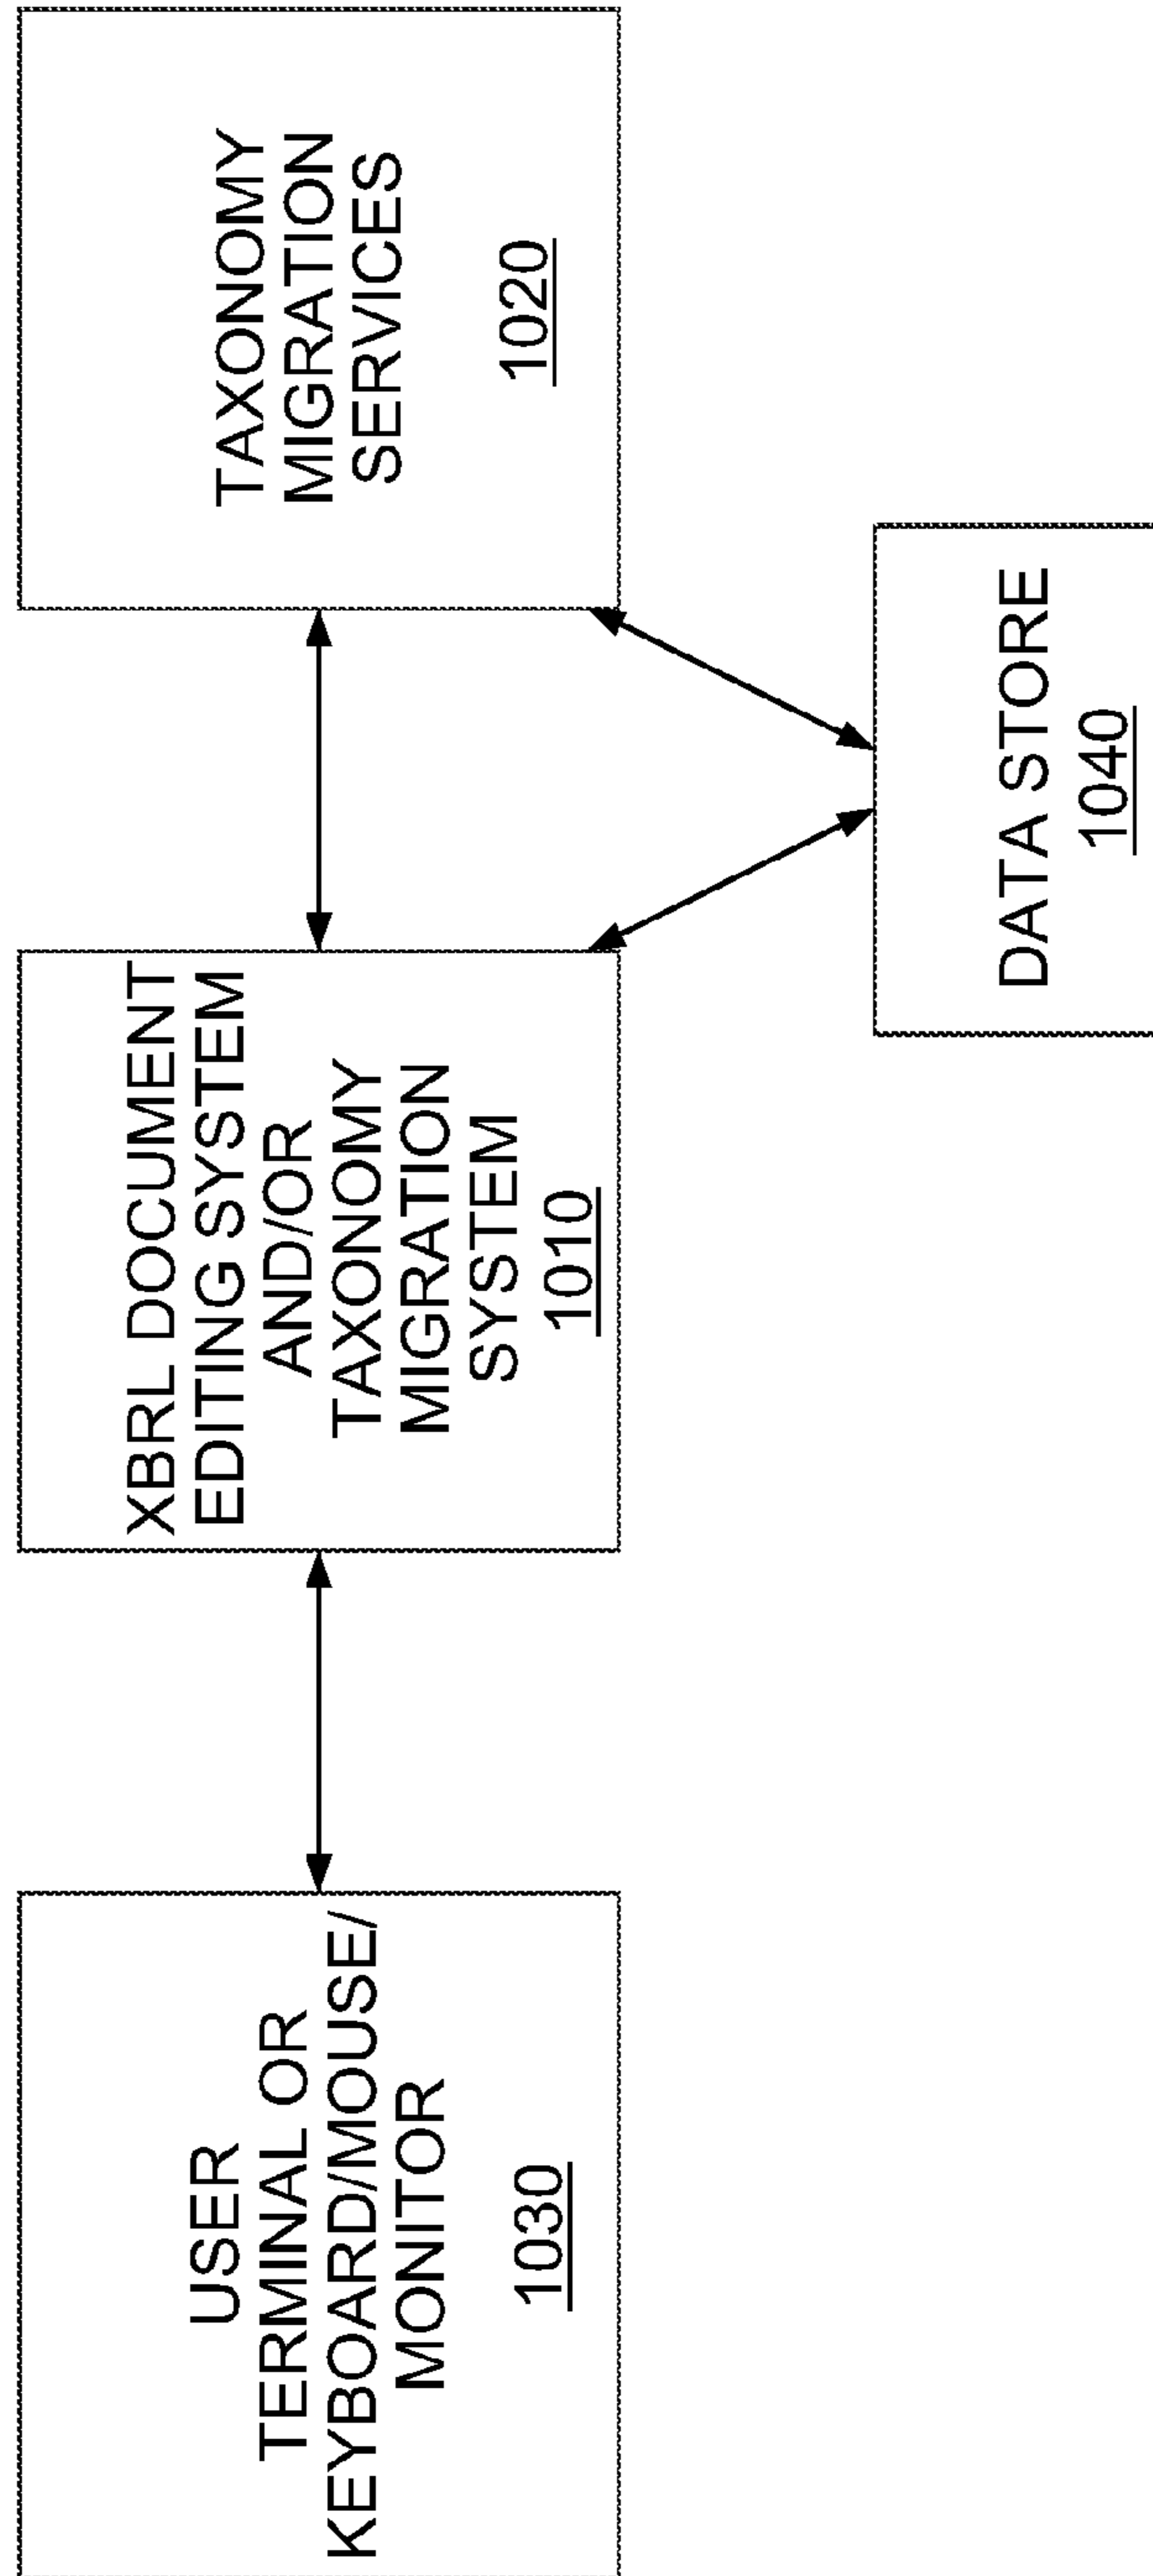 USER
TERMINAL OR
KEYBOARD/MOUSE/
MONITOR
1030
XBRL DOCUMENT
EDITING SYSTEM
AND/OR
TAXONOMY
MIGRATION
SYSTEM
1010
TAXONOMY
MIGRATION
SERVICES
1020
DATA STORE
1040